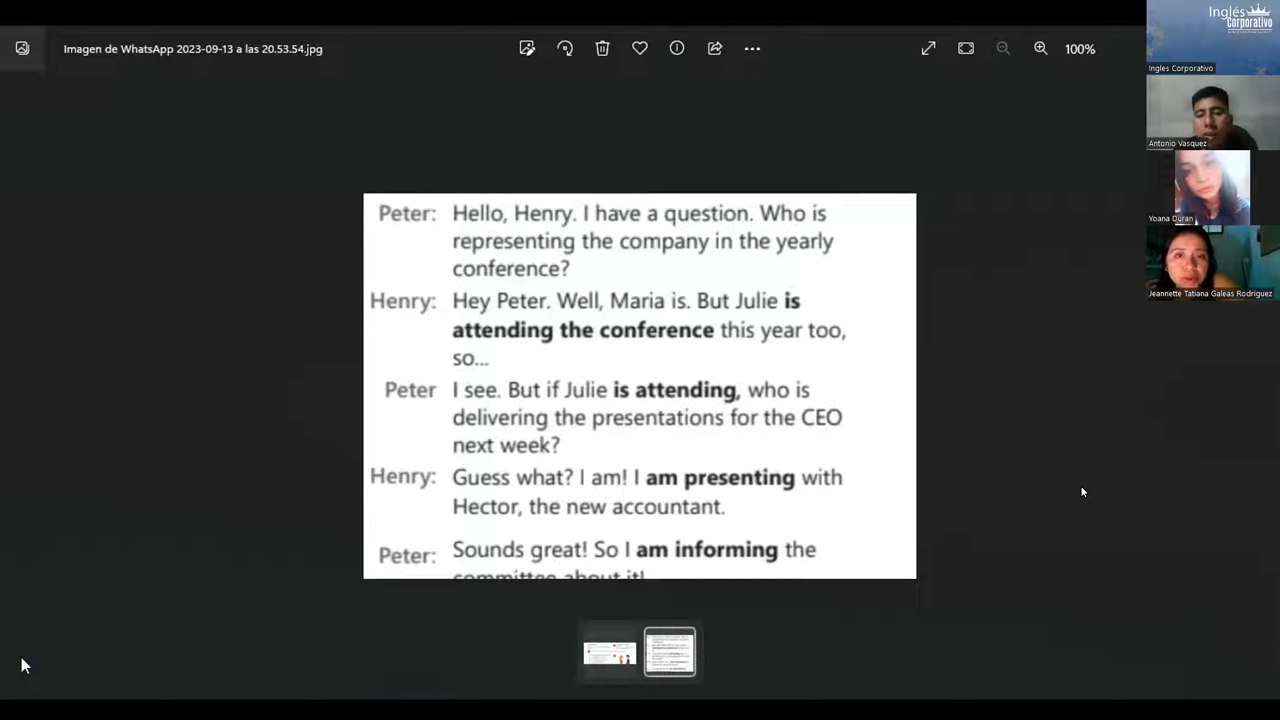 Imagen de WhatsApp 2023-09-13 a las 20.53.54.jpg
100%
Peter: Hello, Henry. I have a question. Who is
representing the company in the yearly
conference?
Henry: Hey Peter. Well, Maria is. But Julie is
attending the conference this year too,
so...
Peter I see. But if Julie is attending, who is
delivering the presentations for the CEO
next week?
Henry: Guess what? I am! I am presenting with
Hector, the new accountant.
Peter: Sounds great! So I am informing the
committee about it!
Inglés
Corporativo
Ingles Corporativo
Antonio Vasquez
Yoana Duran
Jeannette Tatiana Galeas Rodriguez